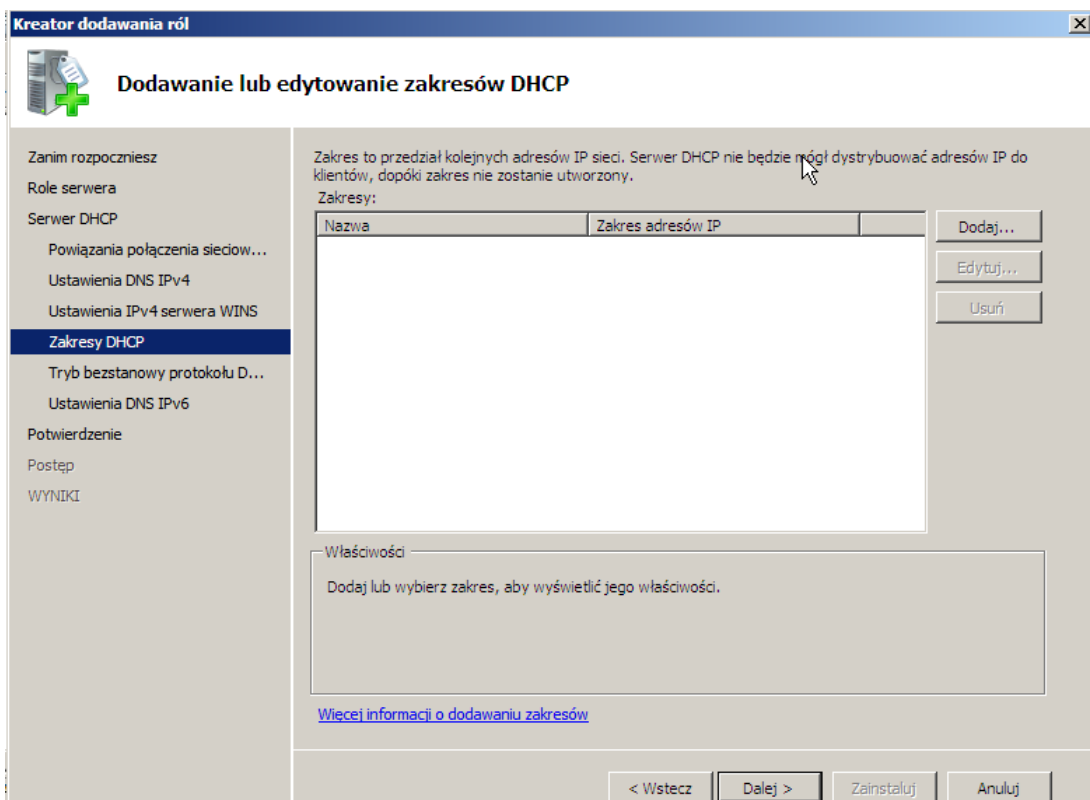 Kreator dodawania ról
Dodawanie lub edytowanie zakresów DHCP
Zanim rozpoczniesz
Role serwera
Serwer DHCP
Powiązania połączenia sieciow...
Ustawienia DNS IPv4
Ustawienia IPv4 serwera WINS
Zakresy DHCP
Tryb bezstanowy protokołu D...
Ustawienia DNS IPv6
Potwierdzenie
Postęp
WYNIKI
Zakres to przedział kolejnych adresów IP sieci. Serwer DHCP nie będzie mógł dystrybuować adresów IP do
klientów, dopóki zakres nie zostanie utworzony.
Zakresy:
Nazwa Zakres adresów IP
Dodaj...
Edytuj...
Usuń
Właściwości
Dodaj lub wybierz zakres, aby wyświetlić jego właściwości.
Więcej informacji o dodawaniu zakresów
< Wstecz Dalej > Zainstaluj Anuluj